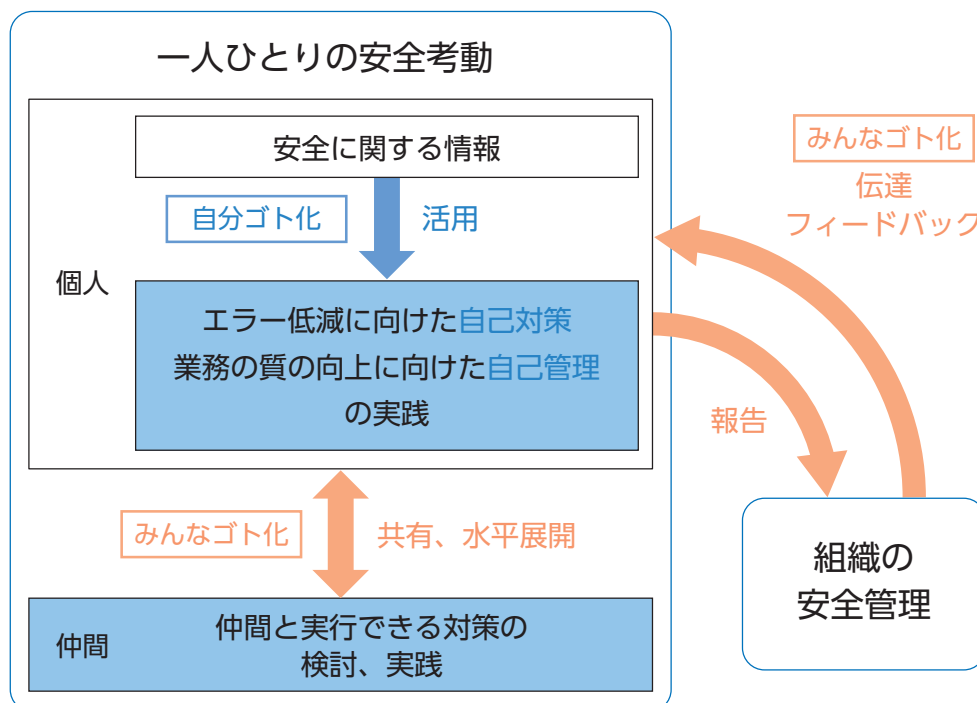 一人ひとりの安全考動
安全に関する情報
自分ゴト化
活用
個人
エラー低減に向けた自己対策
業務の質の向上に向けた自己管理
の実践
みんなゴト化
共有、水平展開
仲間
仲間と実行できる対策の
検討、実践
みんなゴト化
伝達
フィードバック
報告
組織の
安全管理